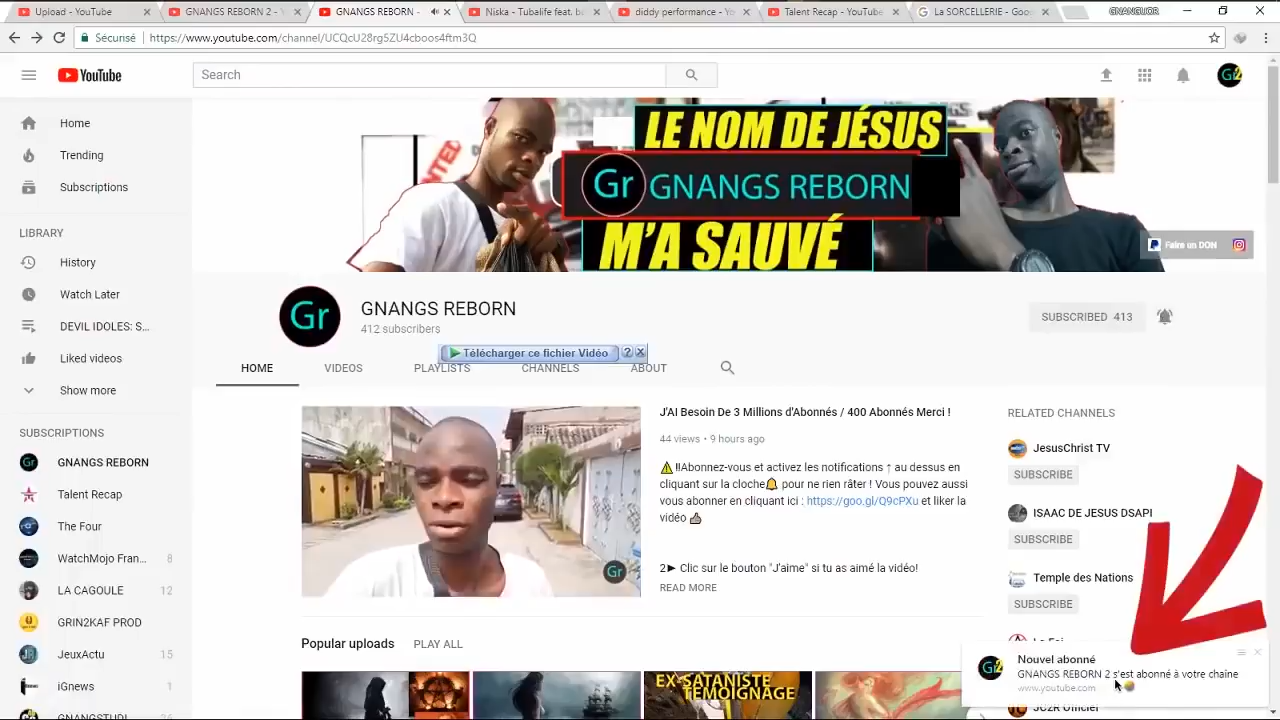 Upload - YouTube
GNANGS REBORN 2 - Y
GNANGS REBORN -
Niska - Tubalife feat. b
diddy performance - Y
Talent Recap - YouTube
La SORCELLERIE - Goo
GNANGUOR
Sécurisé
https://www.youtube.com/channel/UCQcU28rg5ZU4cboos4ftm3Q
YouTube
Search
Gr2
Home
Trending
Subscriptions
LIBRARY
History
Watch Later
DEVIL IDOLES: S...
Liked videos
Show more
SUBSCRIPTIONS
GNANGS REBORN
Talent Recap
The Four
WatchMojo Fran... 8
LA CAGOULE 12
GRIN2KAF PROD
JeuxActu 15
iGnews 1
LE NOM DE JÉSUS
Gr GNANGS REBORN
M'A SAUVÉ
Faire un DON
Gr
GNANGS REBORN
412 subscribers
SUBSCRIBED 413
Télécharger ce fichier Vidéo
HOME VIDEOS PLAYLISTS CHANNELS ABOUT
Gr
J'AI Besoin De 3 Millions d'Abonnés / 400 Abonnés Merci !
44 views • 9 hours ago
⚠‼Abonnez-vous et activez les notifications ↑ au dessus en
cliquant sur la cloche🔔 pour ne rien râter ! Vous pouvez aussi
vous abonner en cliquant ici : https://goo.gl/Q9cPXu et liker la
vidéo 👍
2► Clic sur le bouton "J'aime" si tu as aimé la vidéo!
READ MORE
Popular uploads PLAY ALL
EX-SATANISTE
TÉMOIGNAGE
RELATED CHANNELS
JesusChrist TV
SUBSCRIBE
ISAAC DE JESUS DSAPI
SUBSCRIBE
Temple des Nations
SUBSCRIBE
Gr2
Nouvel abonné
GNANGS REBORN 2 s'est abonné à votre chaîne
www.youtube.com
JC2R Officiel